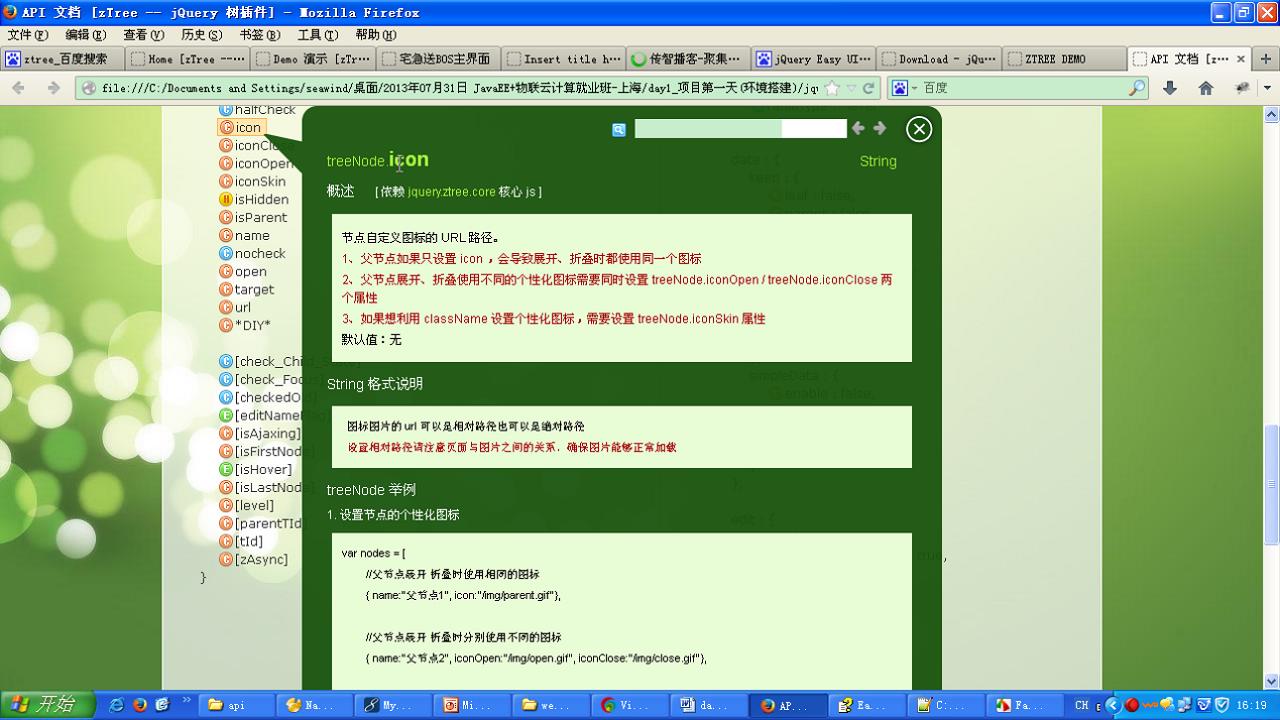 API 文档 [zTree -- jQuery 树插件] - Mozilla Firefox
文件(F) 编辑(E) 查看(V) 历史(S) 书签(B) 工具(T) 帮助(H)
ztree_百度搜索 Home [zTree --... Demo 演示 [zTr... 宅急送BOS主界面 Insert title h... 传智播客-聚集... jQuery Easy UI... Download - jQu... ZTREE DEMO API 文档 [z...
file:///C:/Documents and Settings/seawind/桌面/2013年07月31日 JavaEE+物联云计算就业班-上海/day1_项目第一天(环境搭建)/jq 百度
halfCheck
icon
iconClo
iconOpen
iconSkin
isHidden
isParent
name
nocheck
open
target
url
*DIY*
[check_Child_State]
[check_Focus]
[checkedOld]
[editNameFlag]
[isAjaxing]
[isFirstNode]
[isHover]
[isLastNode]
[level]
[parentTId]
[tId]
[zAsync]
}
treeNode.icon String
概述 [ 依赖 jquery.ztree.core 核心 js ]
节点自定义图标的 URL 路径。
1、父节点如果只设置 icon ，会导致展开、折叠时都使用同一个图标
2、父节点展开、折叠使用不同的个性化图标需要同时设置 treeNode.iconOpen / treeNode.iconClose 两
个属性
3、如果想利用 className 设置个性化图标，需要设置 treeNode.iconSkin 属性
默认值：无
String 格式说明
图标图片的 url 可以是相对路径也可以是绝对路径
设置相对路径请注意页面与图片之间的关系，确保图片能够正常加载
treeNode 举例
1. 设置节点的个性化图标
var nodes = [
//父节点展开 折叠时使用相同的图标
{ name:"父节点1", icon:"/img/parent.gif"},
//父节点展开 折叠时分别使用不同的图标
{ name:"父节点2", iconOpen:"/img/open.gif", iconClose:"/img/close.gif"},
data : {
keep : {
leaf : false,
parent : false
simpleData : {
enable : false,
edit : {
true,
开始 api Na... My... Mi... we... Vi... da... AP... Ea... C:... Fa... CH 16:19